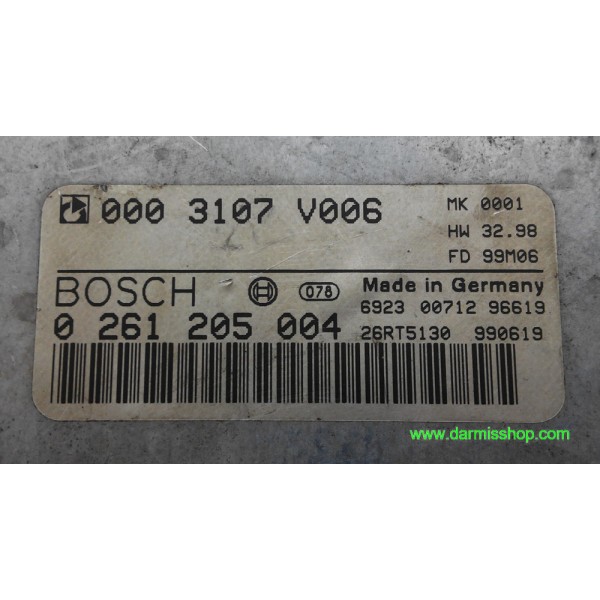 000 3107 V006
MK 0001
HW 32.98
FD 99M06
BOSCH
078
Made in Germany
6923 00712 96619
0 261 205 004
26RT5130 990619
www.darmisshop.com